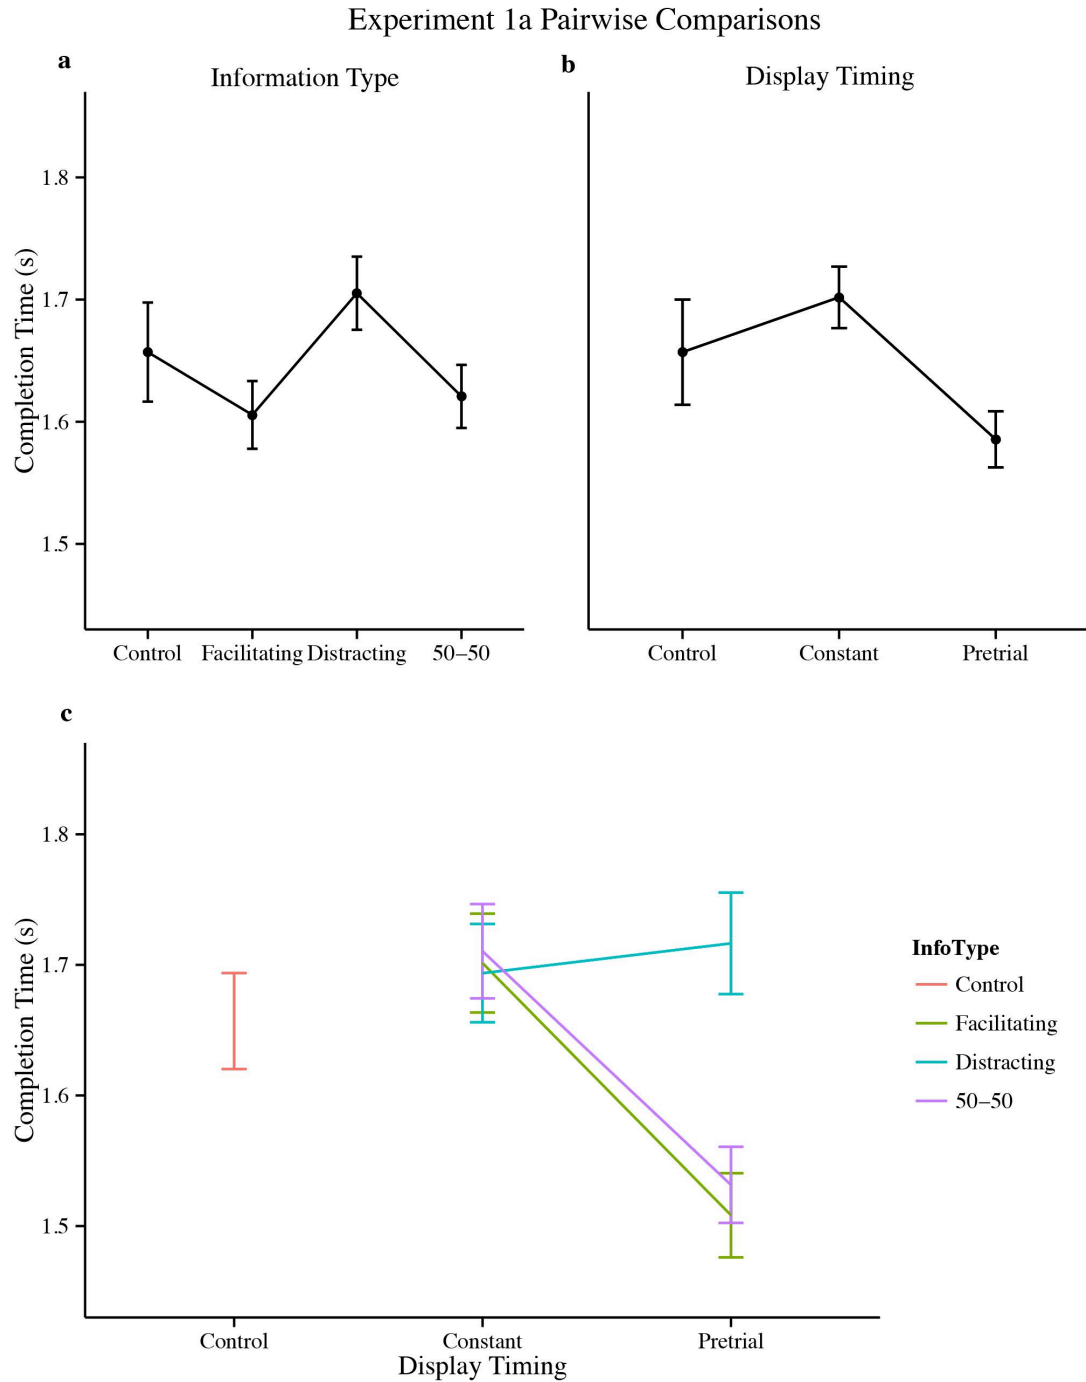 Experiment 1a Pairwise Comparisons
a
Information Type
Completion Time (s)
1.8
1.7
1.6
1.5
Control Facilitating Distracting 50–50
b
Display Timing
Control Constant Pretrial
c
Completion Time (s)
1.8
1.7
1.6
1.5
Control Constant Pretrial
Display Timing
InfoType
Control
Facilitating
Distracting
50–50